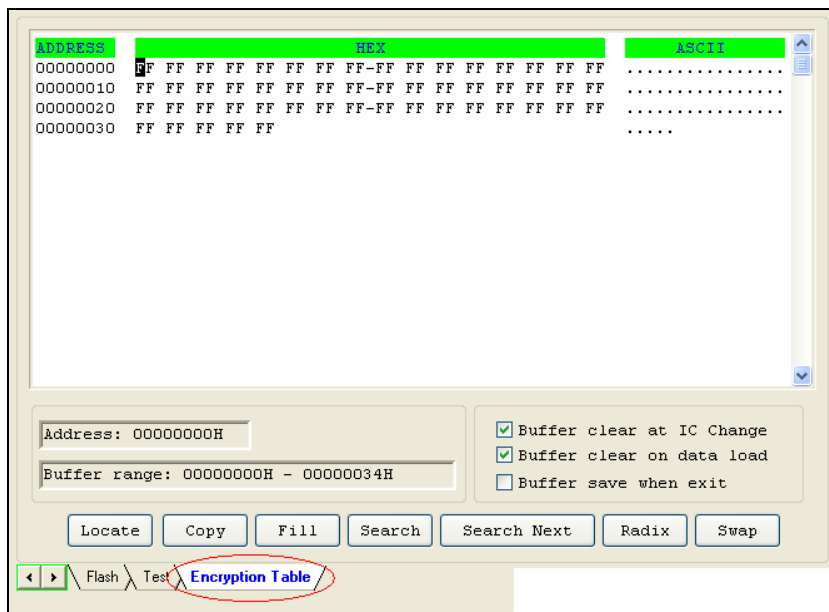 ADDRESS HEX ASCII
00000000 FF FF FF FF FF FF FF FF-FF FF FF FF FF FF FF FF ................
00000010 FF FF FF FF FF FF FF FF-FF FF FF FF FF FF FF FF ................
00000020 FF FF FF FF FF FF FF FF-FF FF FF FF FF FF FF FF ................
00000030 FF FF FF FF FF .....
Address: 00000000H
Buffer range: 00000000H - 00000034H
Buffer clear at IC Change
Buffer clear on data load
Buffer save when exit
Locate Copy Fill Search Search Next Radix Swap
Flash Test Encryption Table